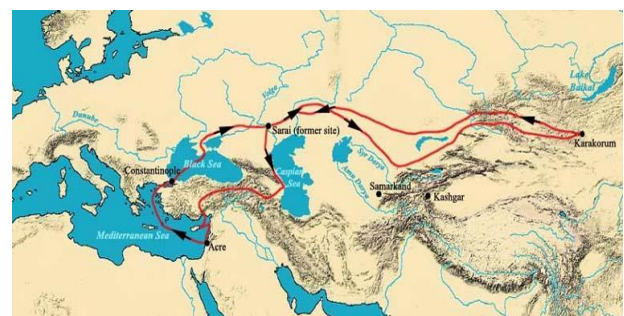 Lake
Baikal
Volga
Danube
Sarai (former site)
Karakorum
Black Sea
Constantinople
Caspian
Sea
Syr Darya
Amu Darya
Samarkand
Kashgar
Mediterranean Sea
Acre